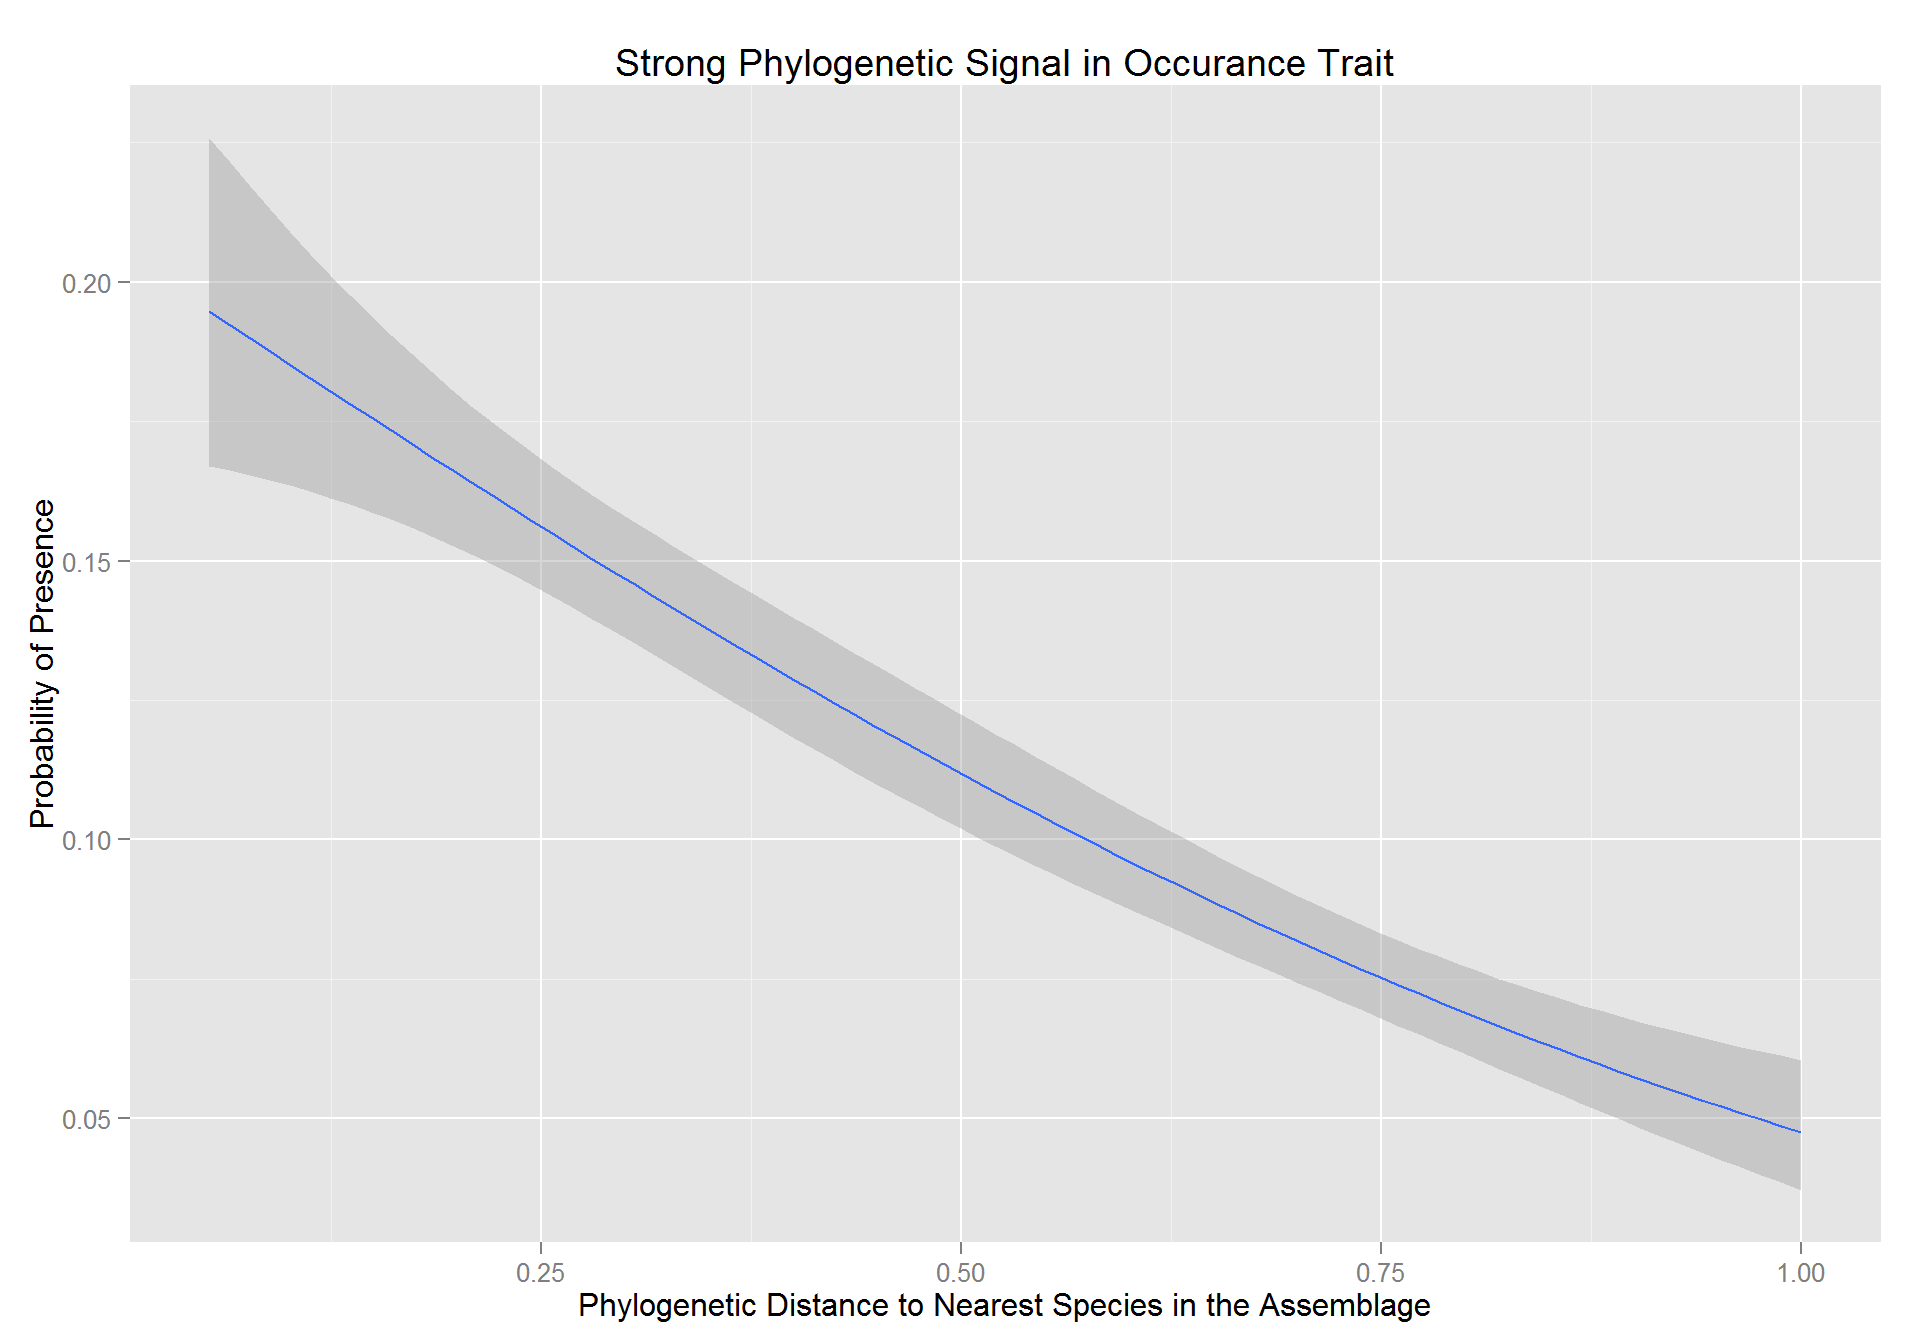 Strong Phylogenetic Signal in Occurance Trait
Probability of Presence
0.20
0.15
0.10
0.05
0.25
0.50
0.75
1.00
Phylogenetic Distance to Nearest Species in the Assemblage